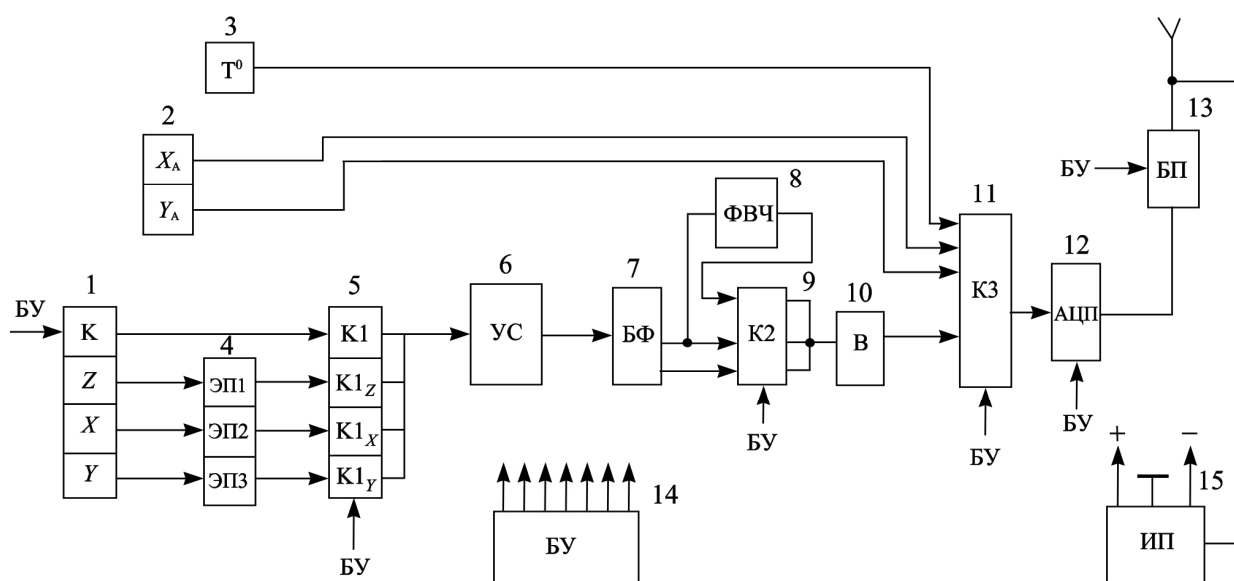 3
T⁰
2
X_A
Y_A
13
БУ
БП
8
ФВЧ
11
К3
12
АЦП
БУ
БУ
1
БУ
K
Z
X
Y
4
ЭП1
ЭП2
ЭП3
5
K1
K1_Z
K1_X
K1_Y
БУ
6
УС
7
БФ
9
К2
БУ
10
В
14
БУ
+
−
15
ИП